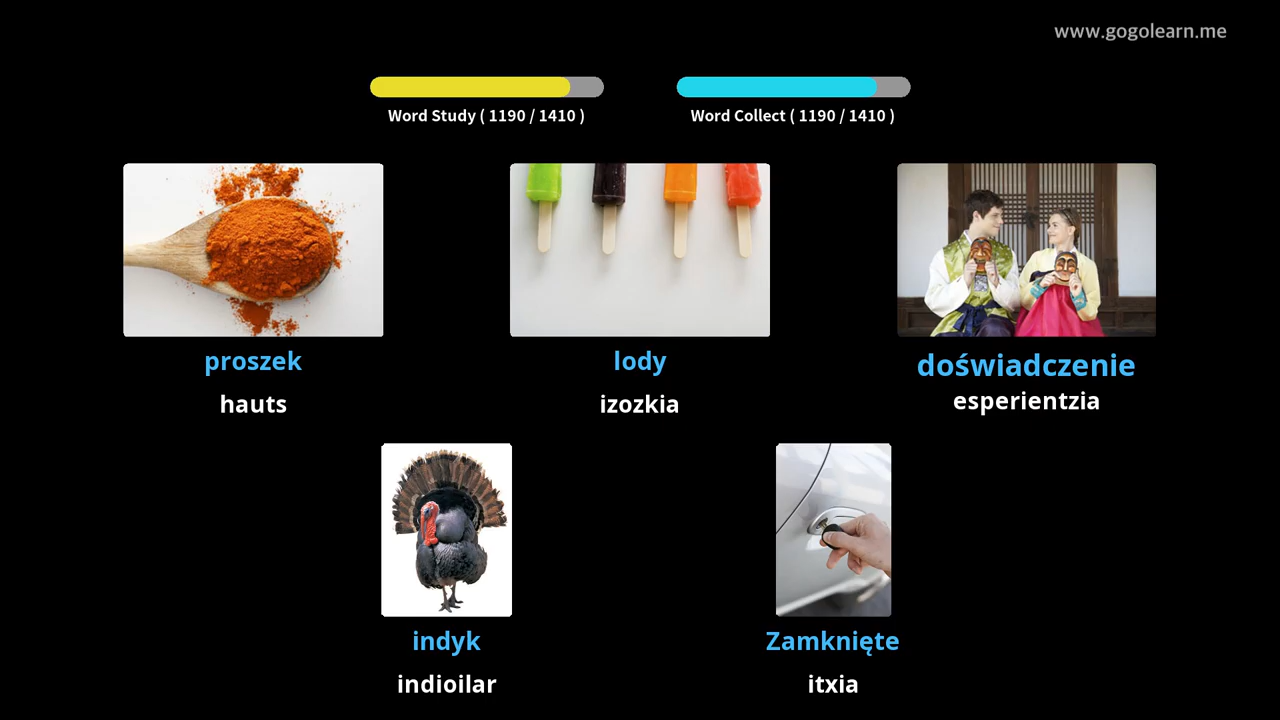 www.gogolearn.me
Word Study ( 1190 / 1410 )
Word Collect ( 1190 / 1410 )
proszek
hauts
lody
izozkia
doświadczenie
esperientzia
indyk
indioilar
Zamknięte
itxia